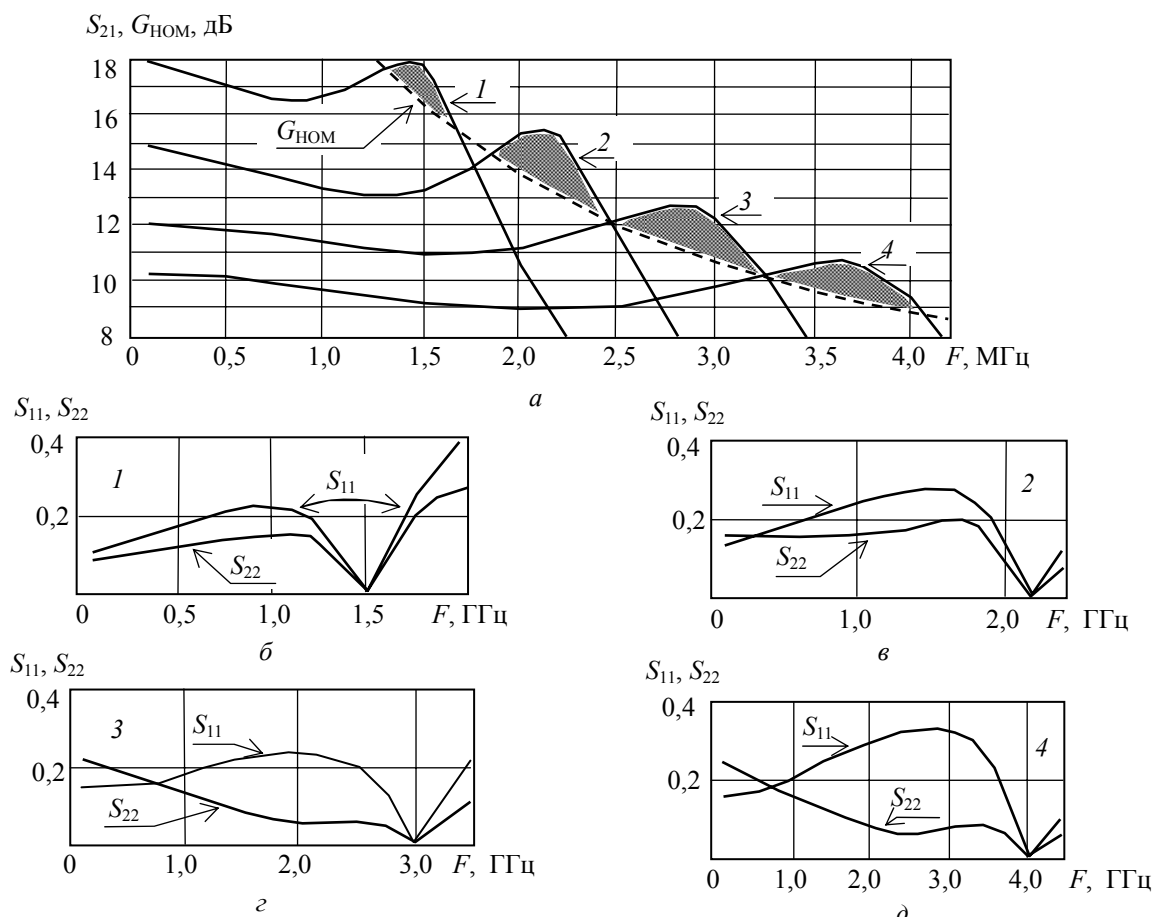 S₂₁, G_НОМ, дБ
18
16
14
12
10
8
G_НОМ
1
2
3
4
0
0,5
1,0
1,5
2,0
2,5
3,0
3,5
4,0
F, МГц
а
S₁₁, S₂₂
0,4
0,2
1
S₁₁
S₂₂
0
0,5
1,0
1,5
F, ГГц
б
S₁₁, S₂₂
0,4
0,2
2
S₁₁
S₂₂
0
1,0
2,0
F, ГГц
в
S₁₁, S₂₂
0,4
0,2
3
S₁₁
S₂₂
0
1,0
2,0
3,0
F, ГГц
г
S₁₁, S₂₂
0,4
0,2
4
S₁₁
S₂₂
0
1,0
2,0
3,0
4,0
F, ГГц
д